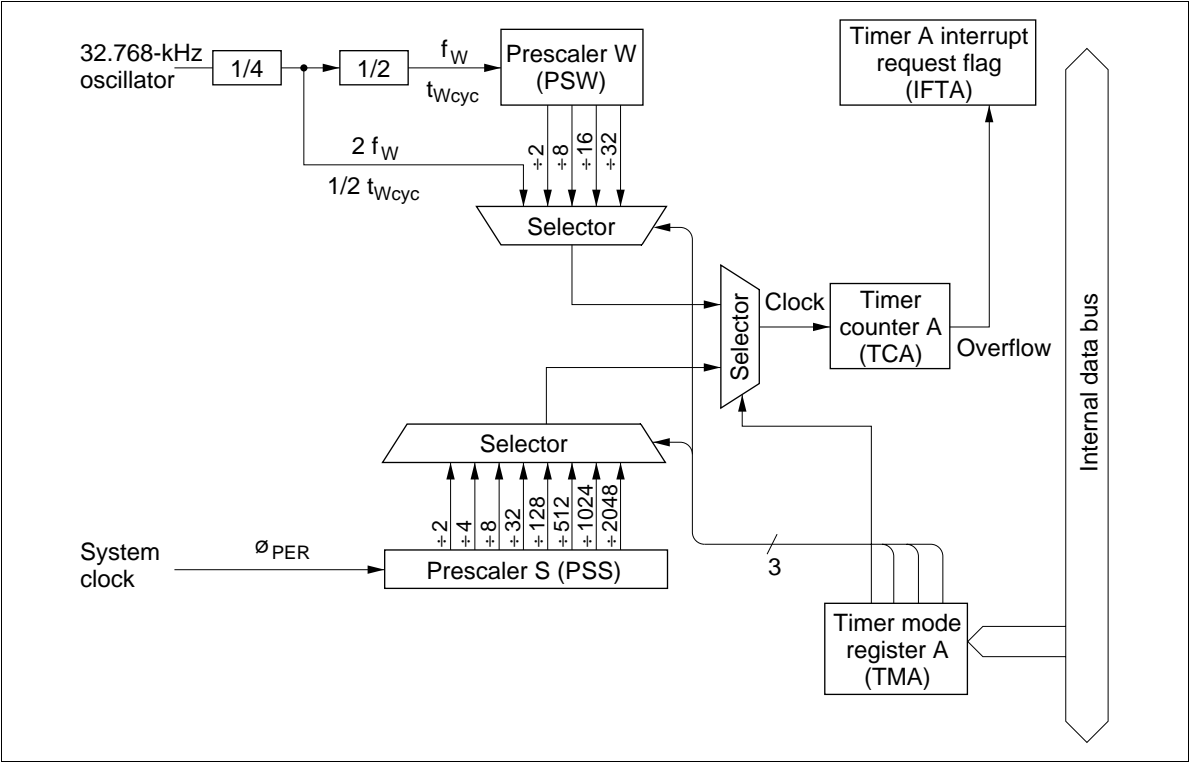 32.768-kHz
oscillator
1/4
1/2
f W
t Wcyc
Prescaler W
(PSW)
Timer A interrupt
request flag
(IFTA)
2 f W
1/2 t Wcyc
÷2
÷8
÷16
÷32
Selector
Selector
Clock
Timer
counter A
(TCA)
Overflow
Internal data bus
Selector
÷2
÷4
÷8
÷32
÷128
÷512
÷1024
÷2048
System
clock
ø PER
Prescaler S (PSS)
3
Timer mode
register A
(TMA)